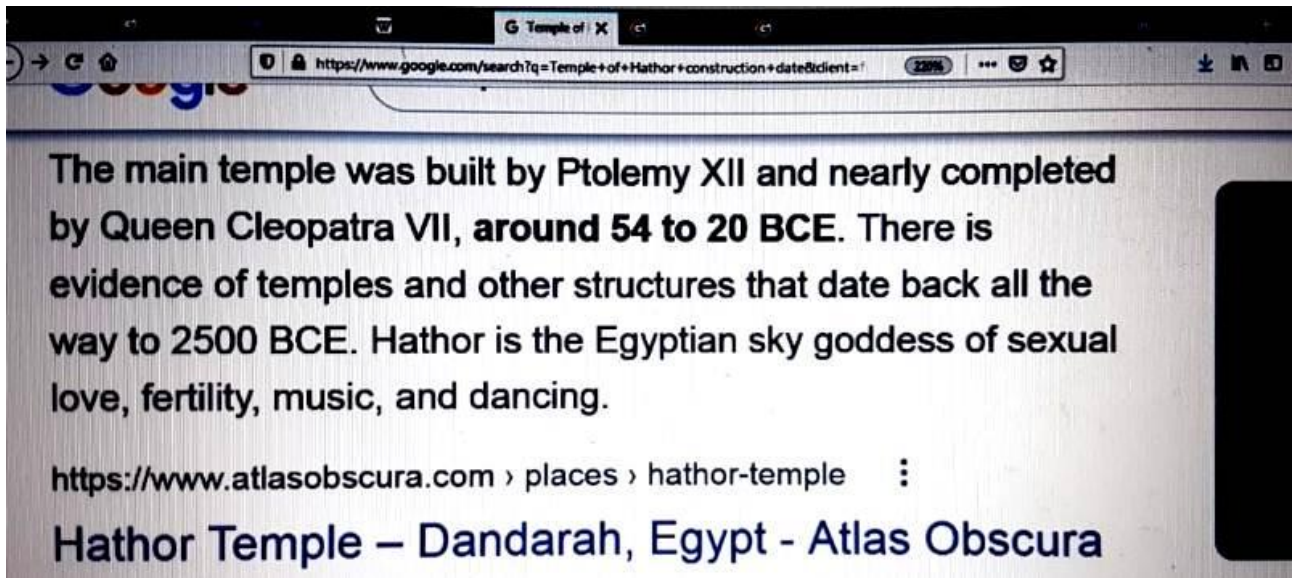 G Temple of
https://www.google.com/search?q=Temple+of+Hathor+construction+date&client=
220%
The main temple was built by Ptolemy XII and nearly completed
by Queen Cleopatra VII, around 54 to 20 BCE. There is
evidence of temples and other structures that date back all the
way to 2500 BCE. Hathor is the Egyptian sky goddess of sexual
love, fertility, music, and dancing.
https://www.atlasobscura.com › places › hathor-temple
Hathor Temple – Dandarah, Egypt - Atlas Obscura